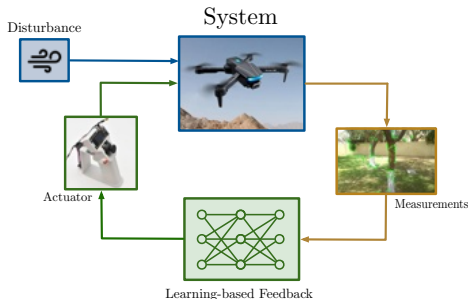 System
Disturbance
Actuator
Measurements
Learning-based Feedback